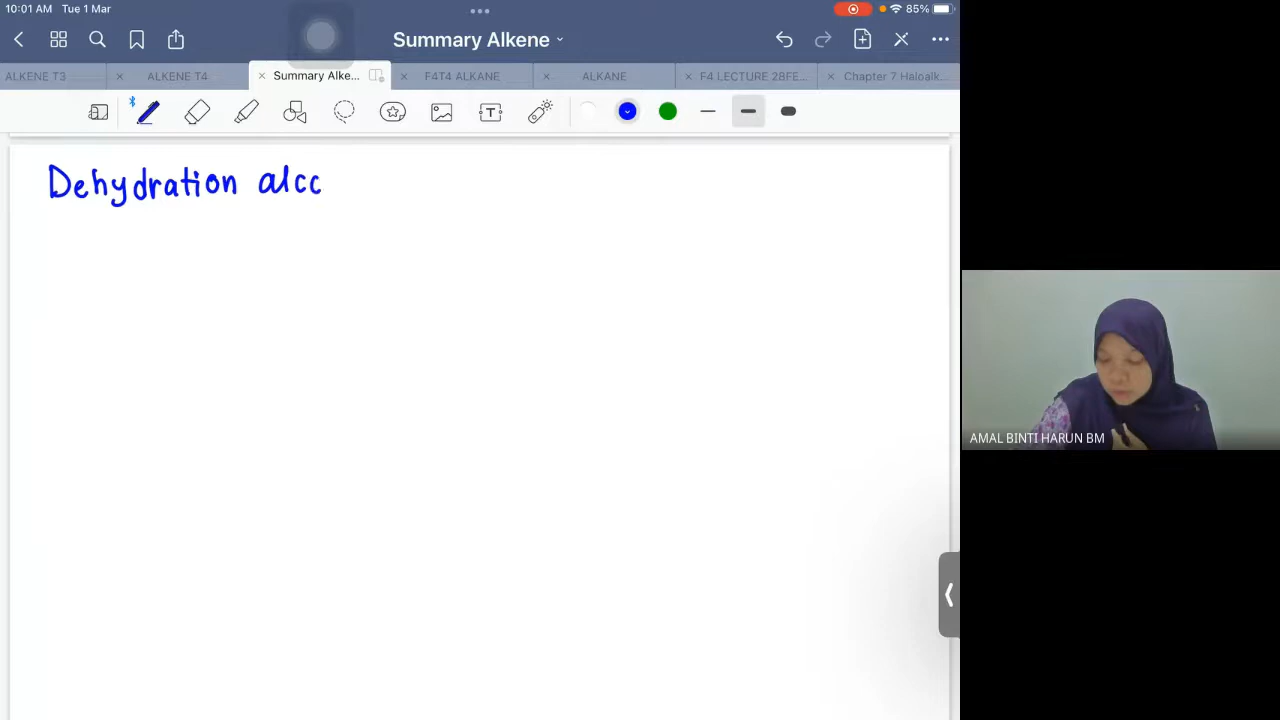 10:01 AM Tue 1 Mar
85%
Summary Alkene
ALKENE T3
ALKENE T4
Summary Alke...
F4T4 ALKANE
ALKANE
F4 LECTURE 2BFE...
Chapter 7 Haloalk...
T
Dehydration alcc
AMAL BINTI HARUN BM